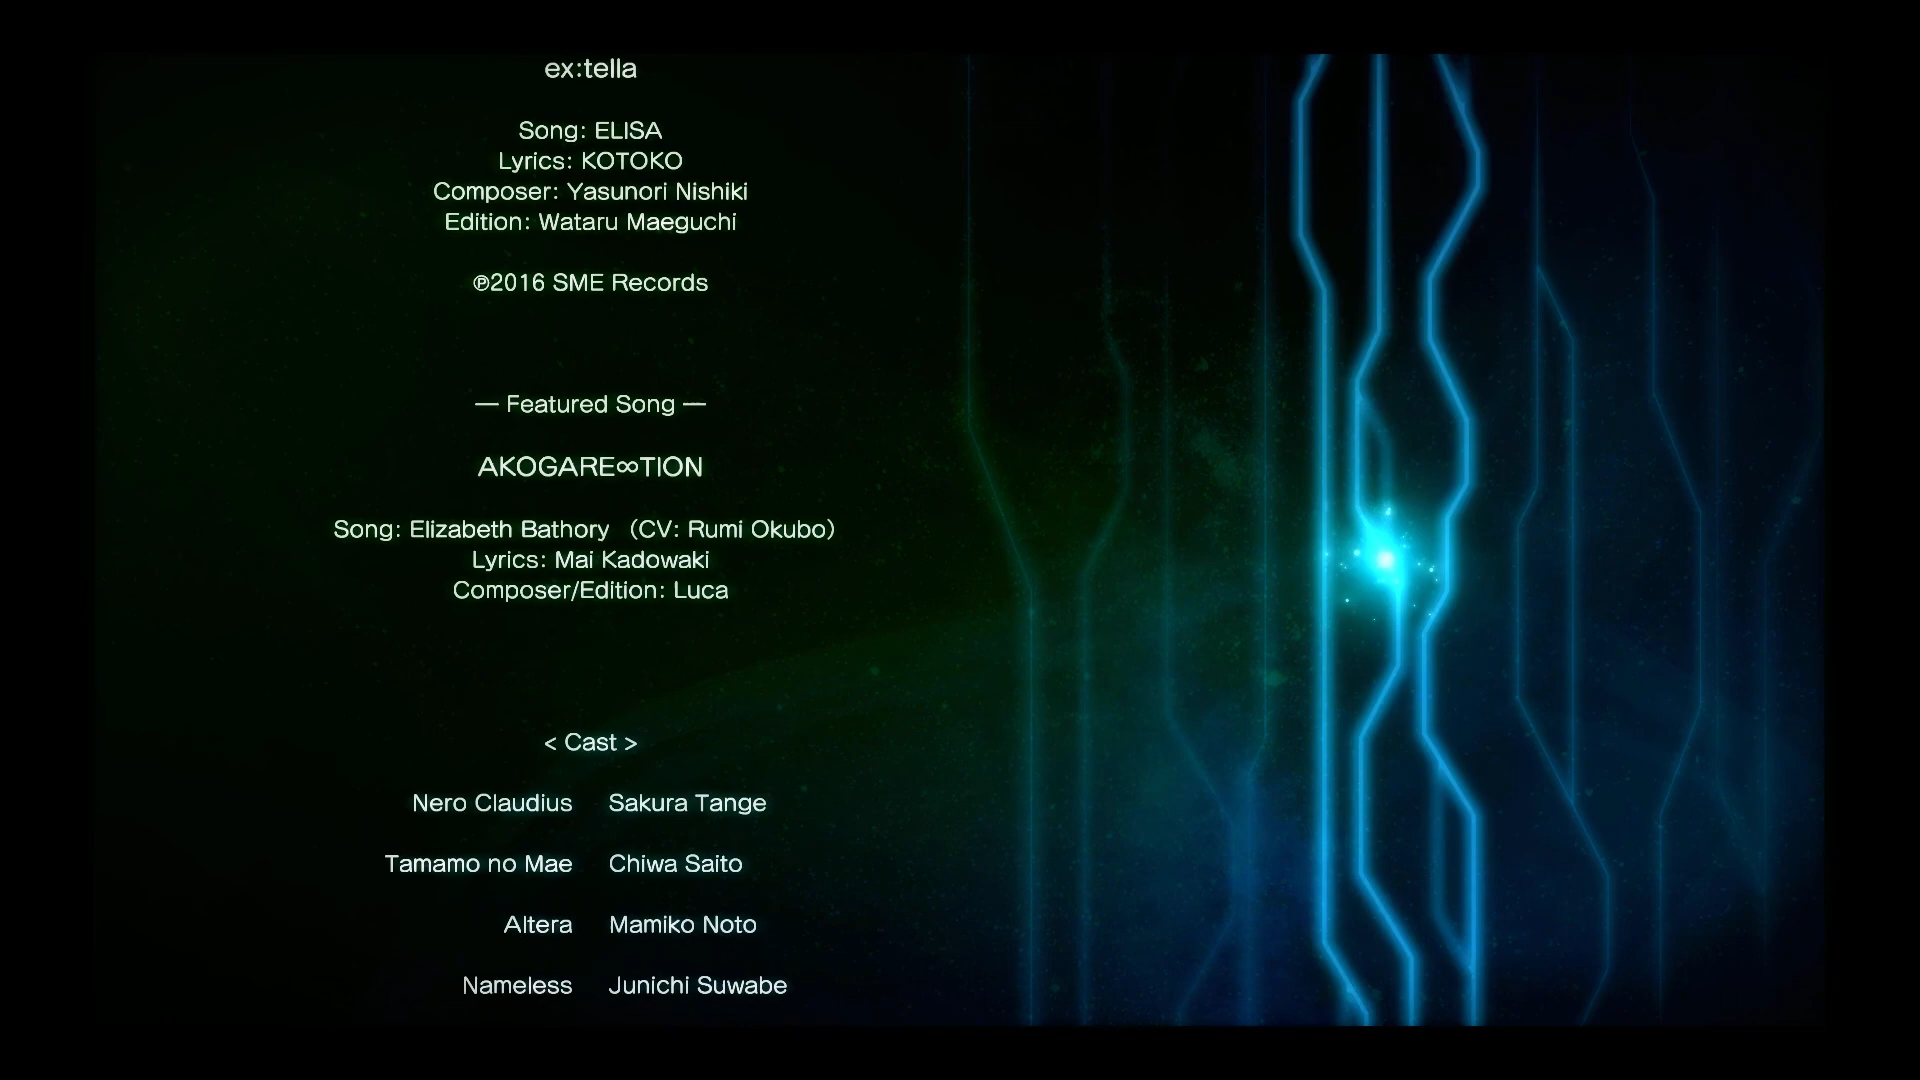 ex:tella
Song: ELISA
Lyrics: KOTOKO
Composer: Yasunori Nishiki
Edition: Wataru Maeguchi
℗2016 SME Records
— Featured Song —
AKOGARE∞TION
Song: Elizabeth Bathory （CV: Rumi Okubo）
Lyrics: Mai Kadowaki
Composer/Edition: Luca
< Cast >
Nero Claudius Sakura Tange
Tamamo no Mae Chiwa Saito
Altera Mamiko Noto
Nameless Junichi Suwabe